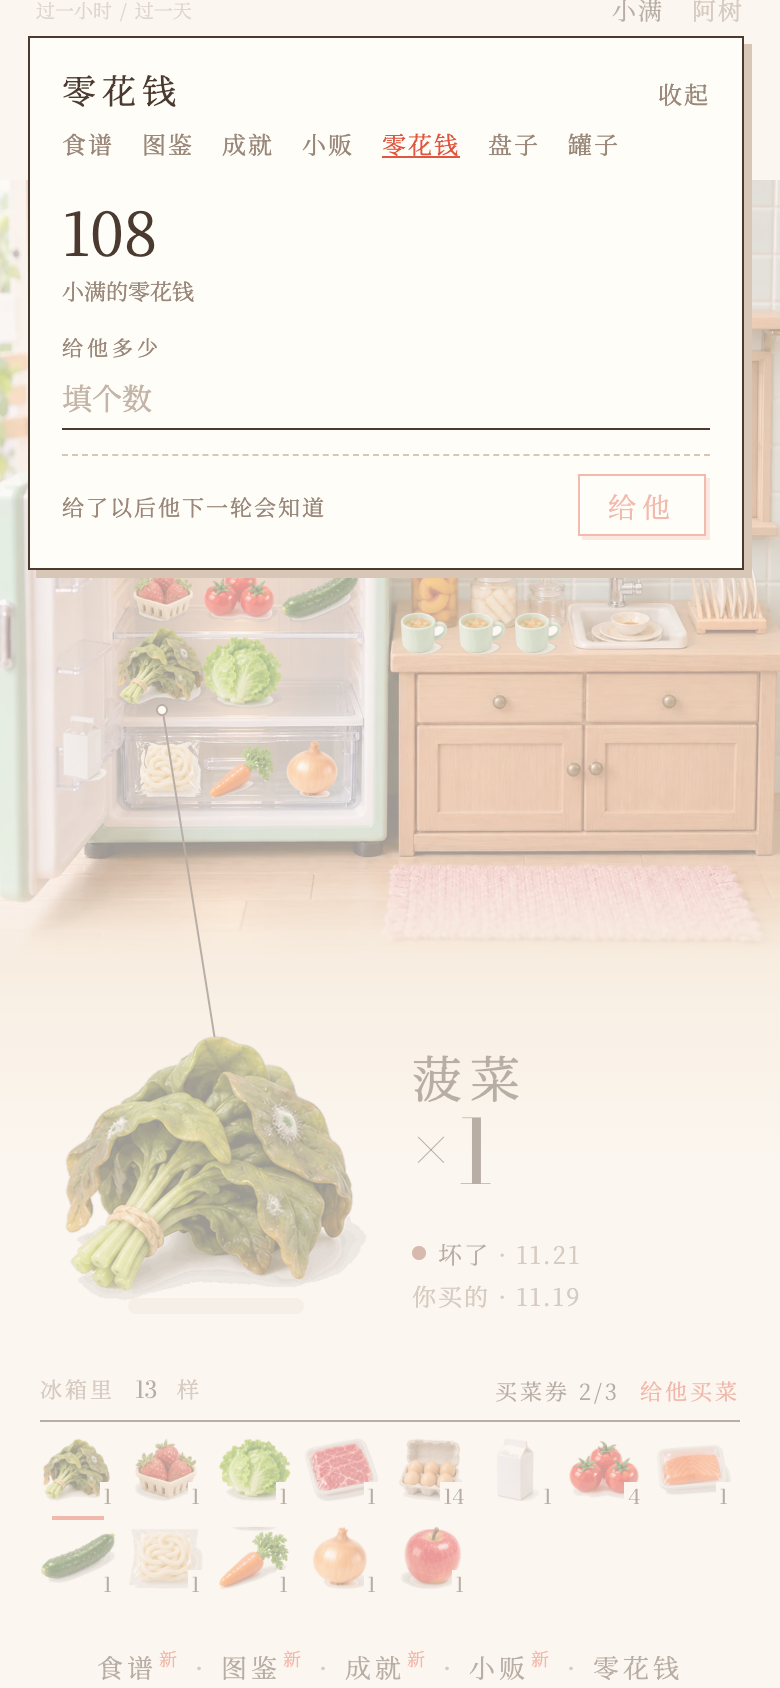 过一小时 / 过一天
小满 阿树
零花钱
收起
食谱 图鉴 成就 小贩 零花钱 盘子 罐子
108
小满的零花钱
给他多少
填个数
给了以后他下一轮会知道
给他
菠菜
×1
坏了 · 11.21
你买的 · 11.19
冰箱里 13 样
买菜券 2/3 给他买菜
1 1 1 1 14 1 4 1
1 1 1 1 1
食谱新 · 图鉴新 · 成就新 · 小贩新 · 零花钱